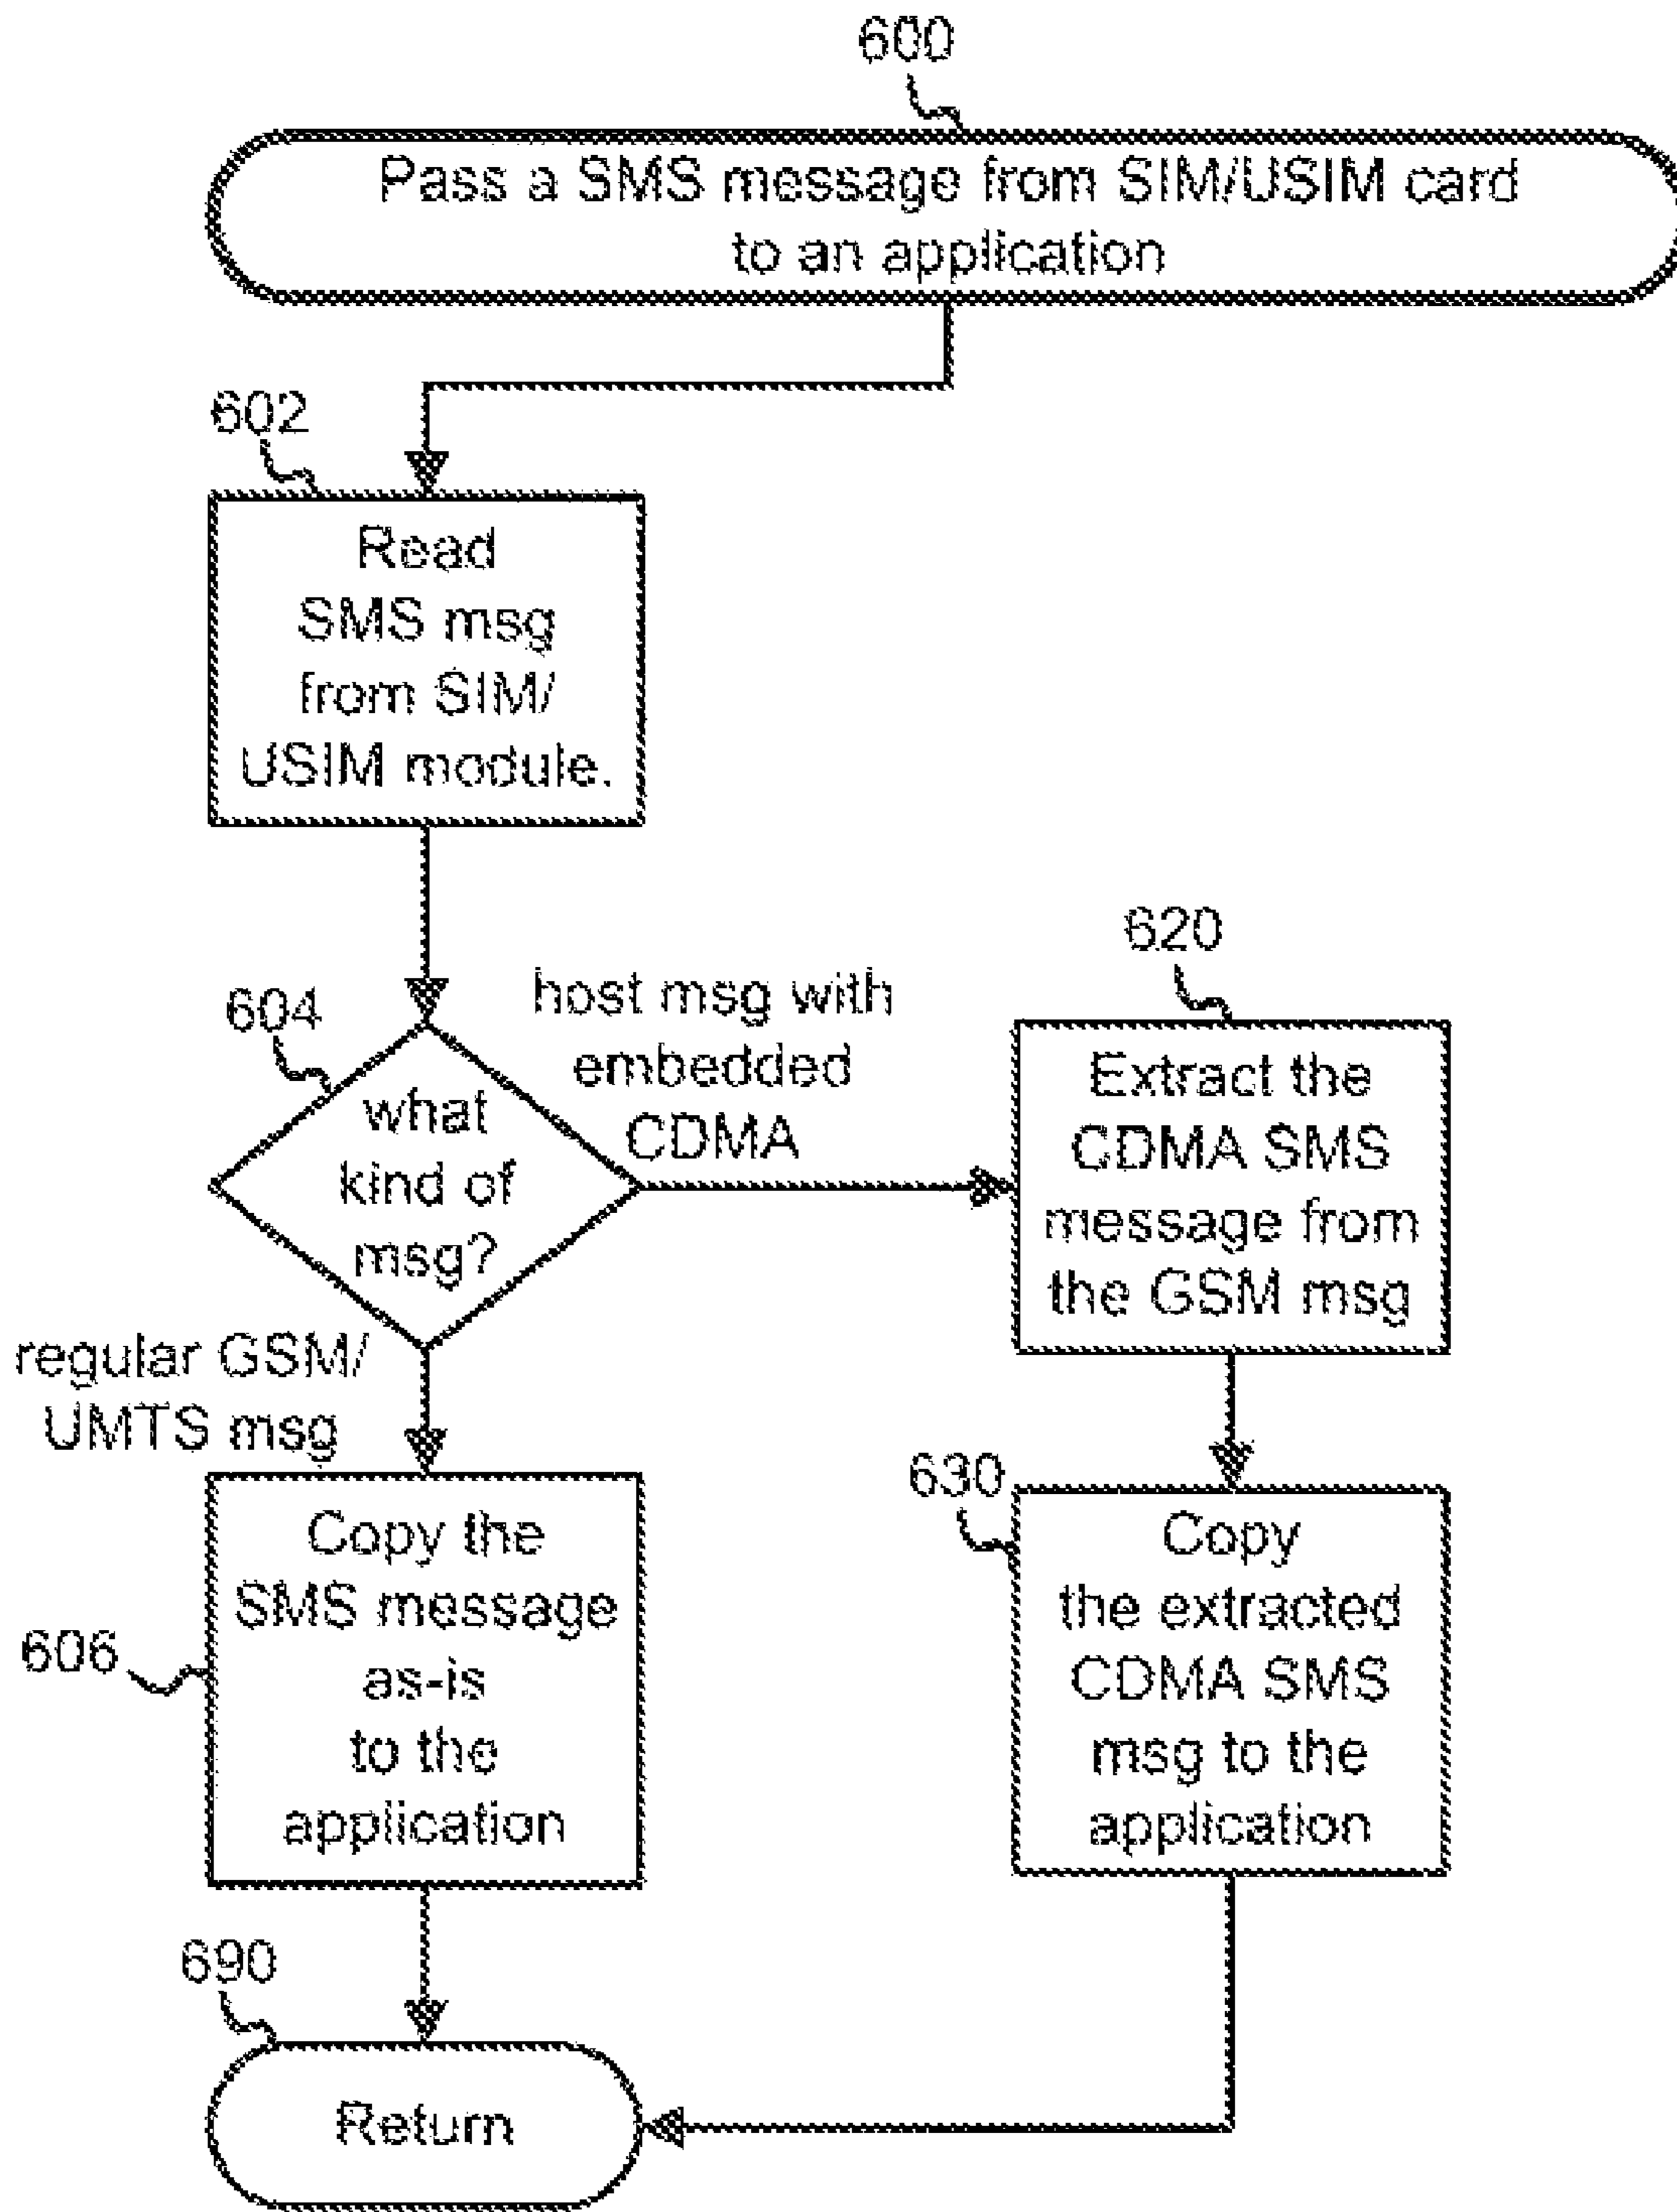 600
Pass a SMS message from SIM/USIM card
to an application
602
Read
SMS msg
from SIM/
USIM module.
604
what
kind of
msg?
host msg with
embedded
CDMA
620
Extract the
CDMA SMS
message from
the GSM msg
regular GSM/
UMTS msg
606
Copy the
SMS message
as-is
to the
application
630
Copy
the extracted
CDMA SMS
msg to the
application
690
Return